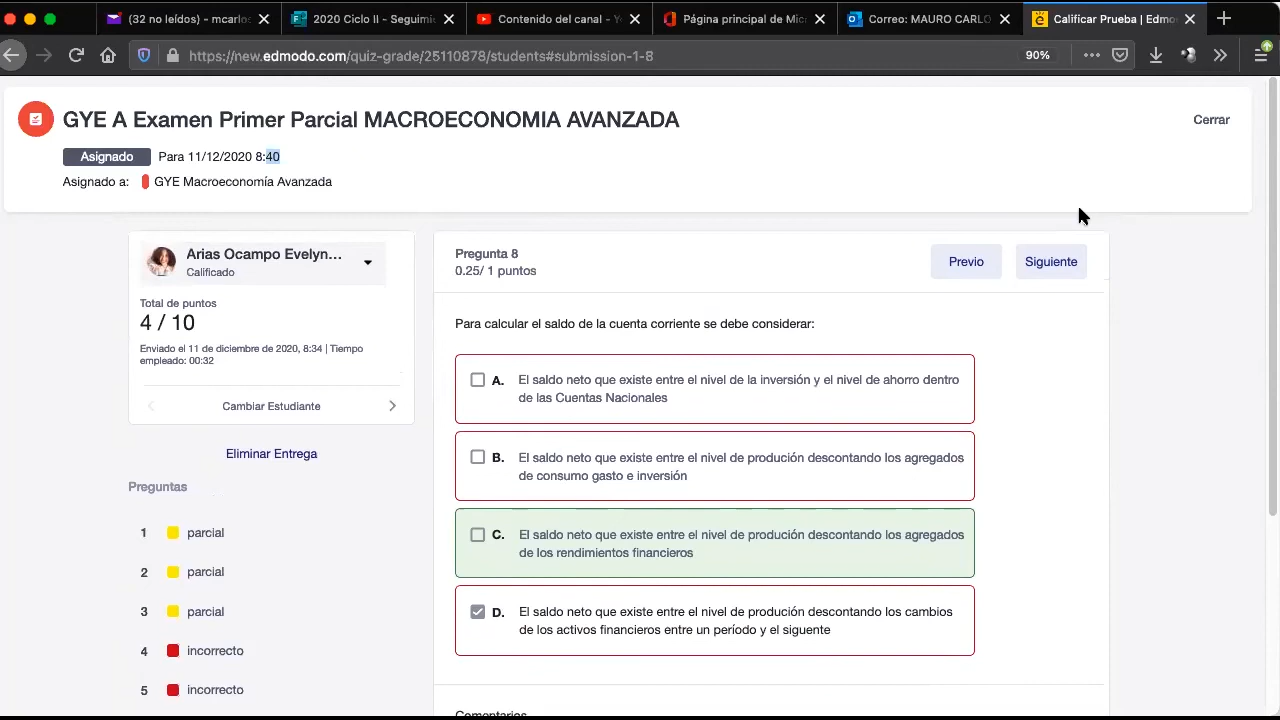 (32 no leídos) - mcarlos
2020 Ciclo II - Seguimi
Contenido del canal - Yo
Página principal de Micr
Correo: MAURO CARLO
Calificar Prueba | Edmo
https://new.edmodo.com/quiz-grade/25110878/students#submission-1-8
90%
GYE A Examen Primer Parcial MACROECONOMIA AVANZADA
Cerrar
Asignado Para 11/12/2020 8:40
Asignado a: GYE Macroeconomía Avanzada
Arias Ocampo Evelyn...
Calificado
Total de puntos
4 / 10
Enviado el 11 de diciembre de 2020, 8:34 | Tiempo
empleado: 00:32
Cambiar Estudiante
Eliminar Entrega
Preguntas
1 parcial
2 parcial
3 parcial
4 incorrecto
5 incorrecto
Pregunta 8
0.25/ 1 puntos
Previo
Siguiente
Para calcular el saldo de la cuenta corriente se debe considerar:
A. El saldo neto que existe entre el nivel de la inversión y el nivel de ahorro dentro
de las Cuentas Nacionales
B. El saldo neto que existe entre el nivel de produción descontando los agregados
de consumo gasto e inversión
C. El saldo neto que existe entre el nivel de produción descontando los agregados
de los rendimientos financieros
D. El saldo neto que existe entre el nivel de produción descontando los cambios
de los activos financieros entre un período y el siguiente
Comentarios